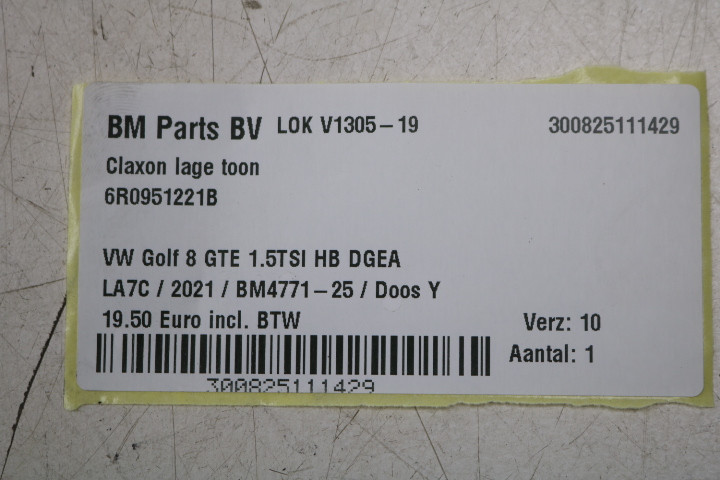 BM Parts BV LOK V1305-19 300825111429
Claxon lage toon
6R0951221B
VW Golf 8 GTE 1.5TSI HB DGEA
LA7C / 2021 / BM4771-25 / Doos Y
19.50 Euro incl. BTW Verz: 10
Aantal: 1
300825111429